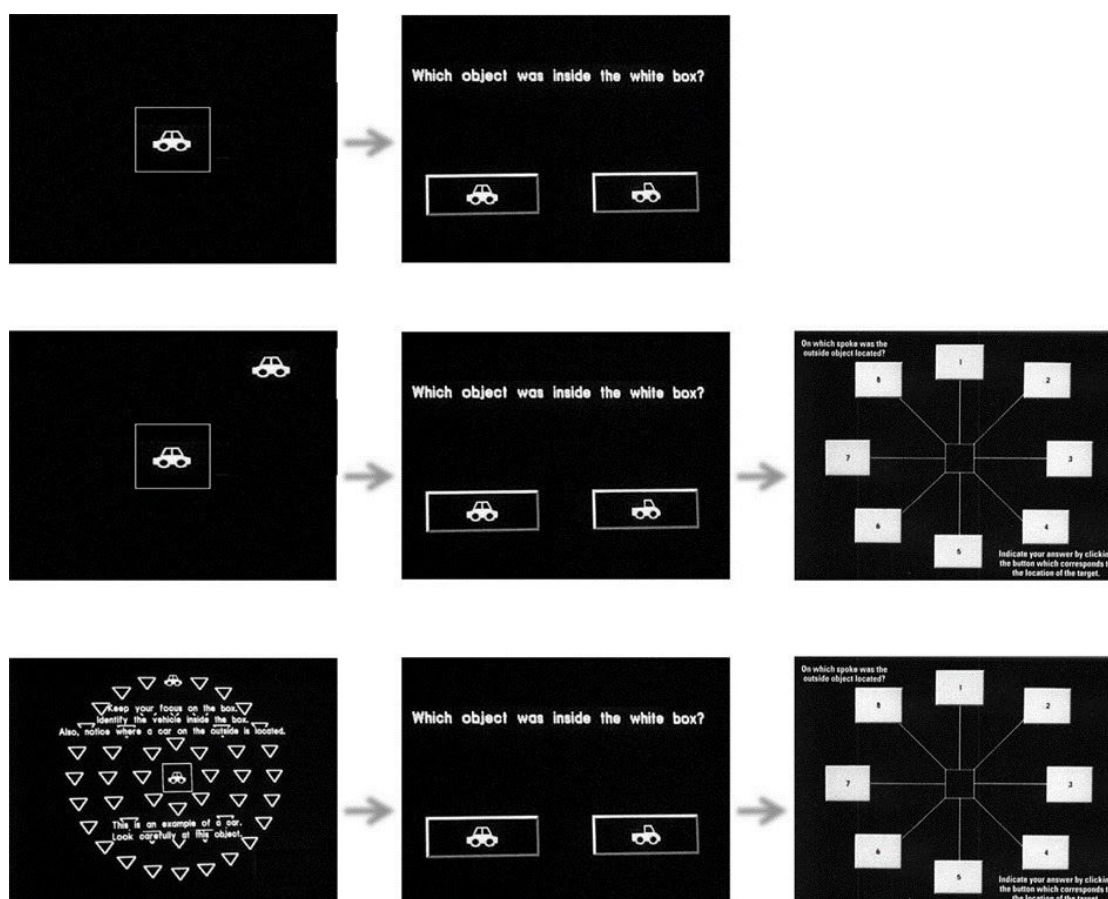 Which object was inside the white box?
Which object was inside the white box?
On which spoke was the
outside object located?
1
2
3
4
5
6
7
8
Indicate your answer by clickin
the button which corresponds t
the location of the target.
Keep your focus on the box.
Identify the vehicle inside the box.
Also, notice where a car on the outside is located.
This is an example of a car.
Look carefully at this object.
Which object was inside the white box?
On which spoke was the
outside object located?
1
2
3
4
5
6
7
8
Indicate your answer by clickin
the button which corresponds t
the location of the target.